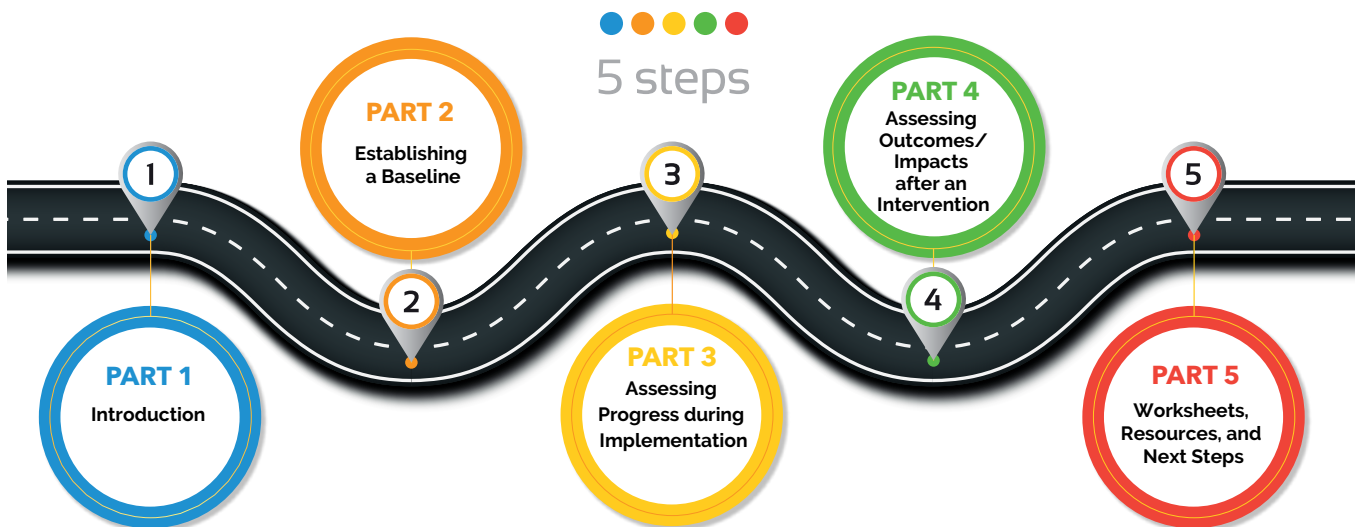 5 steps
1
PART 1
Introduction
2
PART 2
Establishing
a Baseline
3
PART 3
Assessing
Progress during
Implementation
4
PART 4
Assessing
Outcomes/
Impacts
after an
Intervention
5
PART 5
Worksheets,
Resources, and
Next Steps